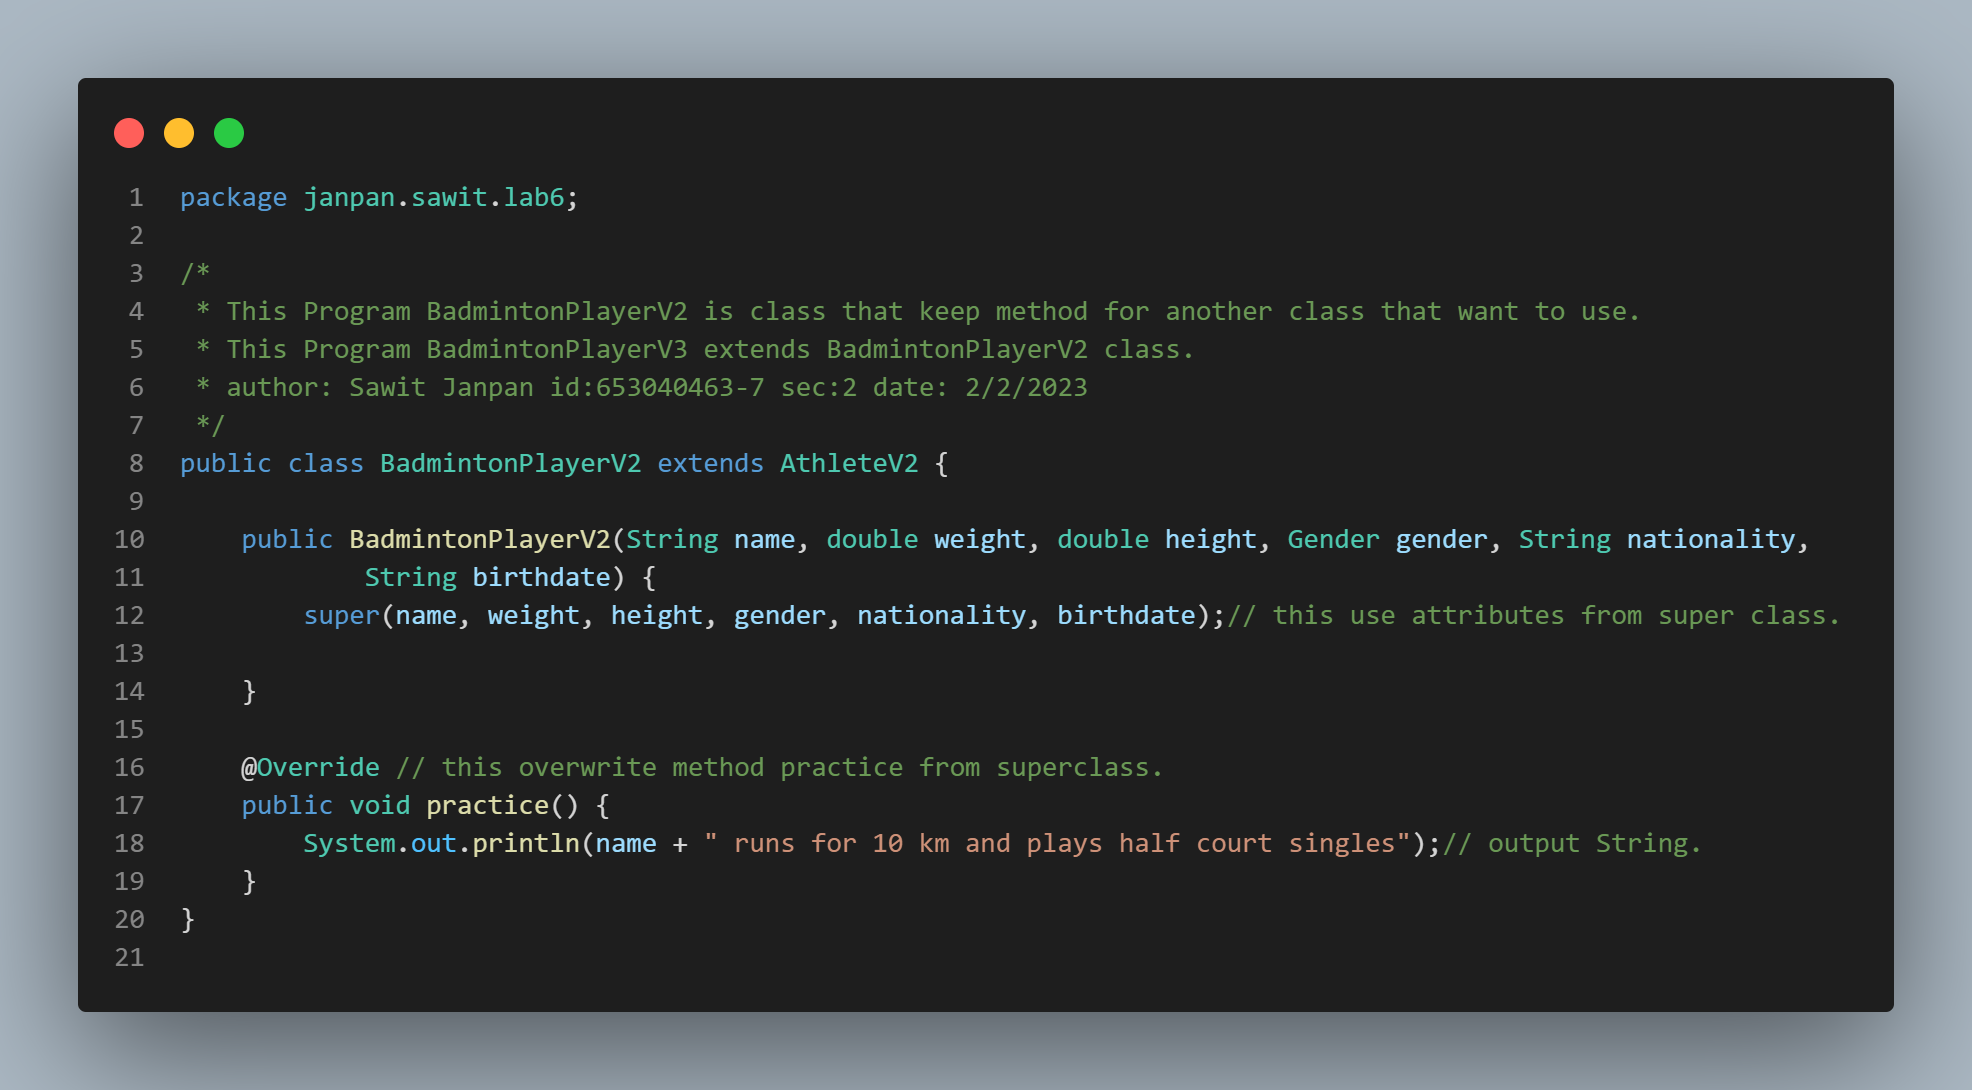 1 package janpan.sawit.lab6;
2
3 /*
4  * This Program BadmintonPlayerV2 is class that keep method for another class that want to use.
5  * This Program BadmintonPlayerV3 extends BadmintonPlayerV2 class.
6  * author: Sawit Janpan id:653040463-7 sec:2 date: 2/2/2023
7  */
8 public class BadmintonPlayerV2 extends AthleteV2 {
9
10     public BadmintonPlayerV2(String name, double weight, double height, Gender gender, String nationality,
11             String birthdate) {
12         super(name, weight, height, gender, nationality, birthdate);// this use attributes from super class.
13
14     }
15
16     @Override // this overwrite method practice from superclass.
17     public void practice() {
18         System.out.println(name + " runs for 10 km and plays half court singles");// output String.
19     }
20 }
21